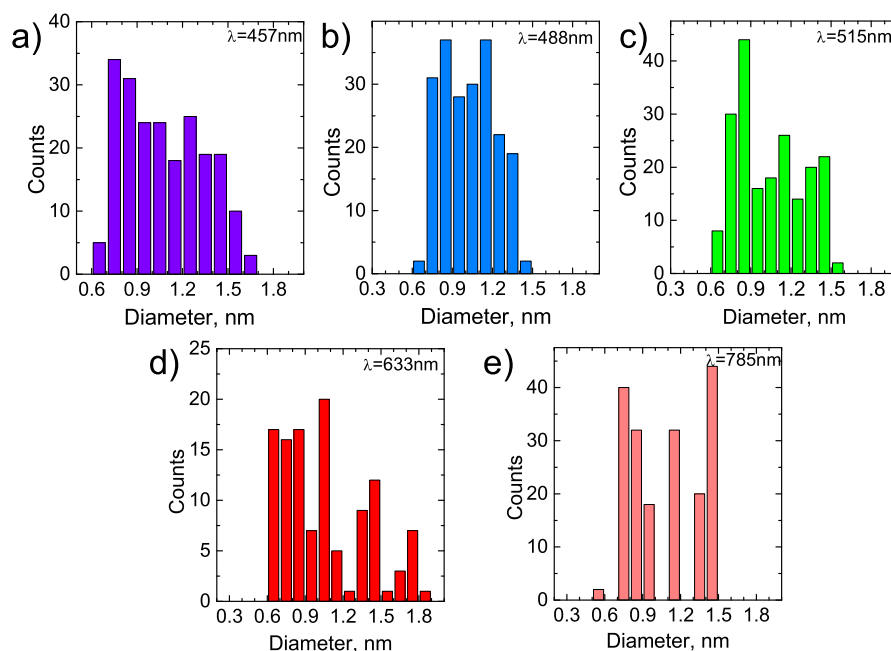 a)
λ=457nm
40
30
20
10
0
Counts
0.6 0.9 1.2 1.5 1.8
Diameter, nm
b)
λ=488nm
40
30
20
10
0
Counts
0.3 0.6 0.9 1.2 1.5 1.8
Diameter, nm
c)
λ=515nm
40
30
20
10
0
Counts
0.3 0.6 0.9 1.2 1.5 1.8
Diameter, nm
d)
λ=633nm
25
20
15
10
5
0
Counts
0.3 0.6 0.9 1.2 1.5 1.8
Diameter, nm
e)
λ=785nm
40
30
20
10
0
Counts
0.3 0.6 0.9 1.2 1.5 1.8
Diameter, nm